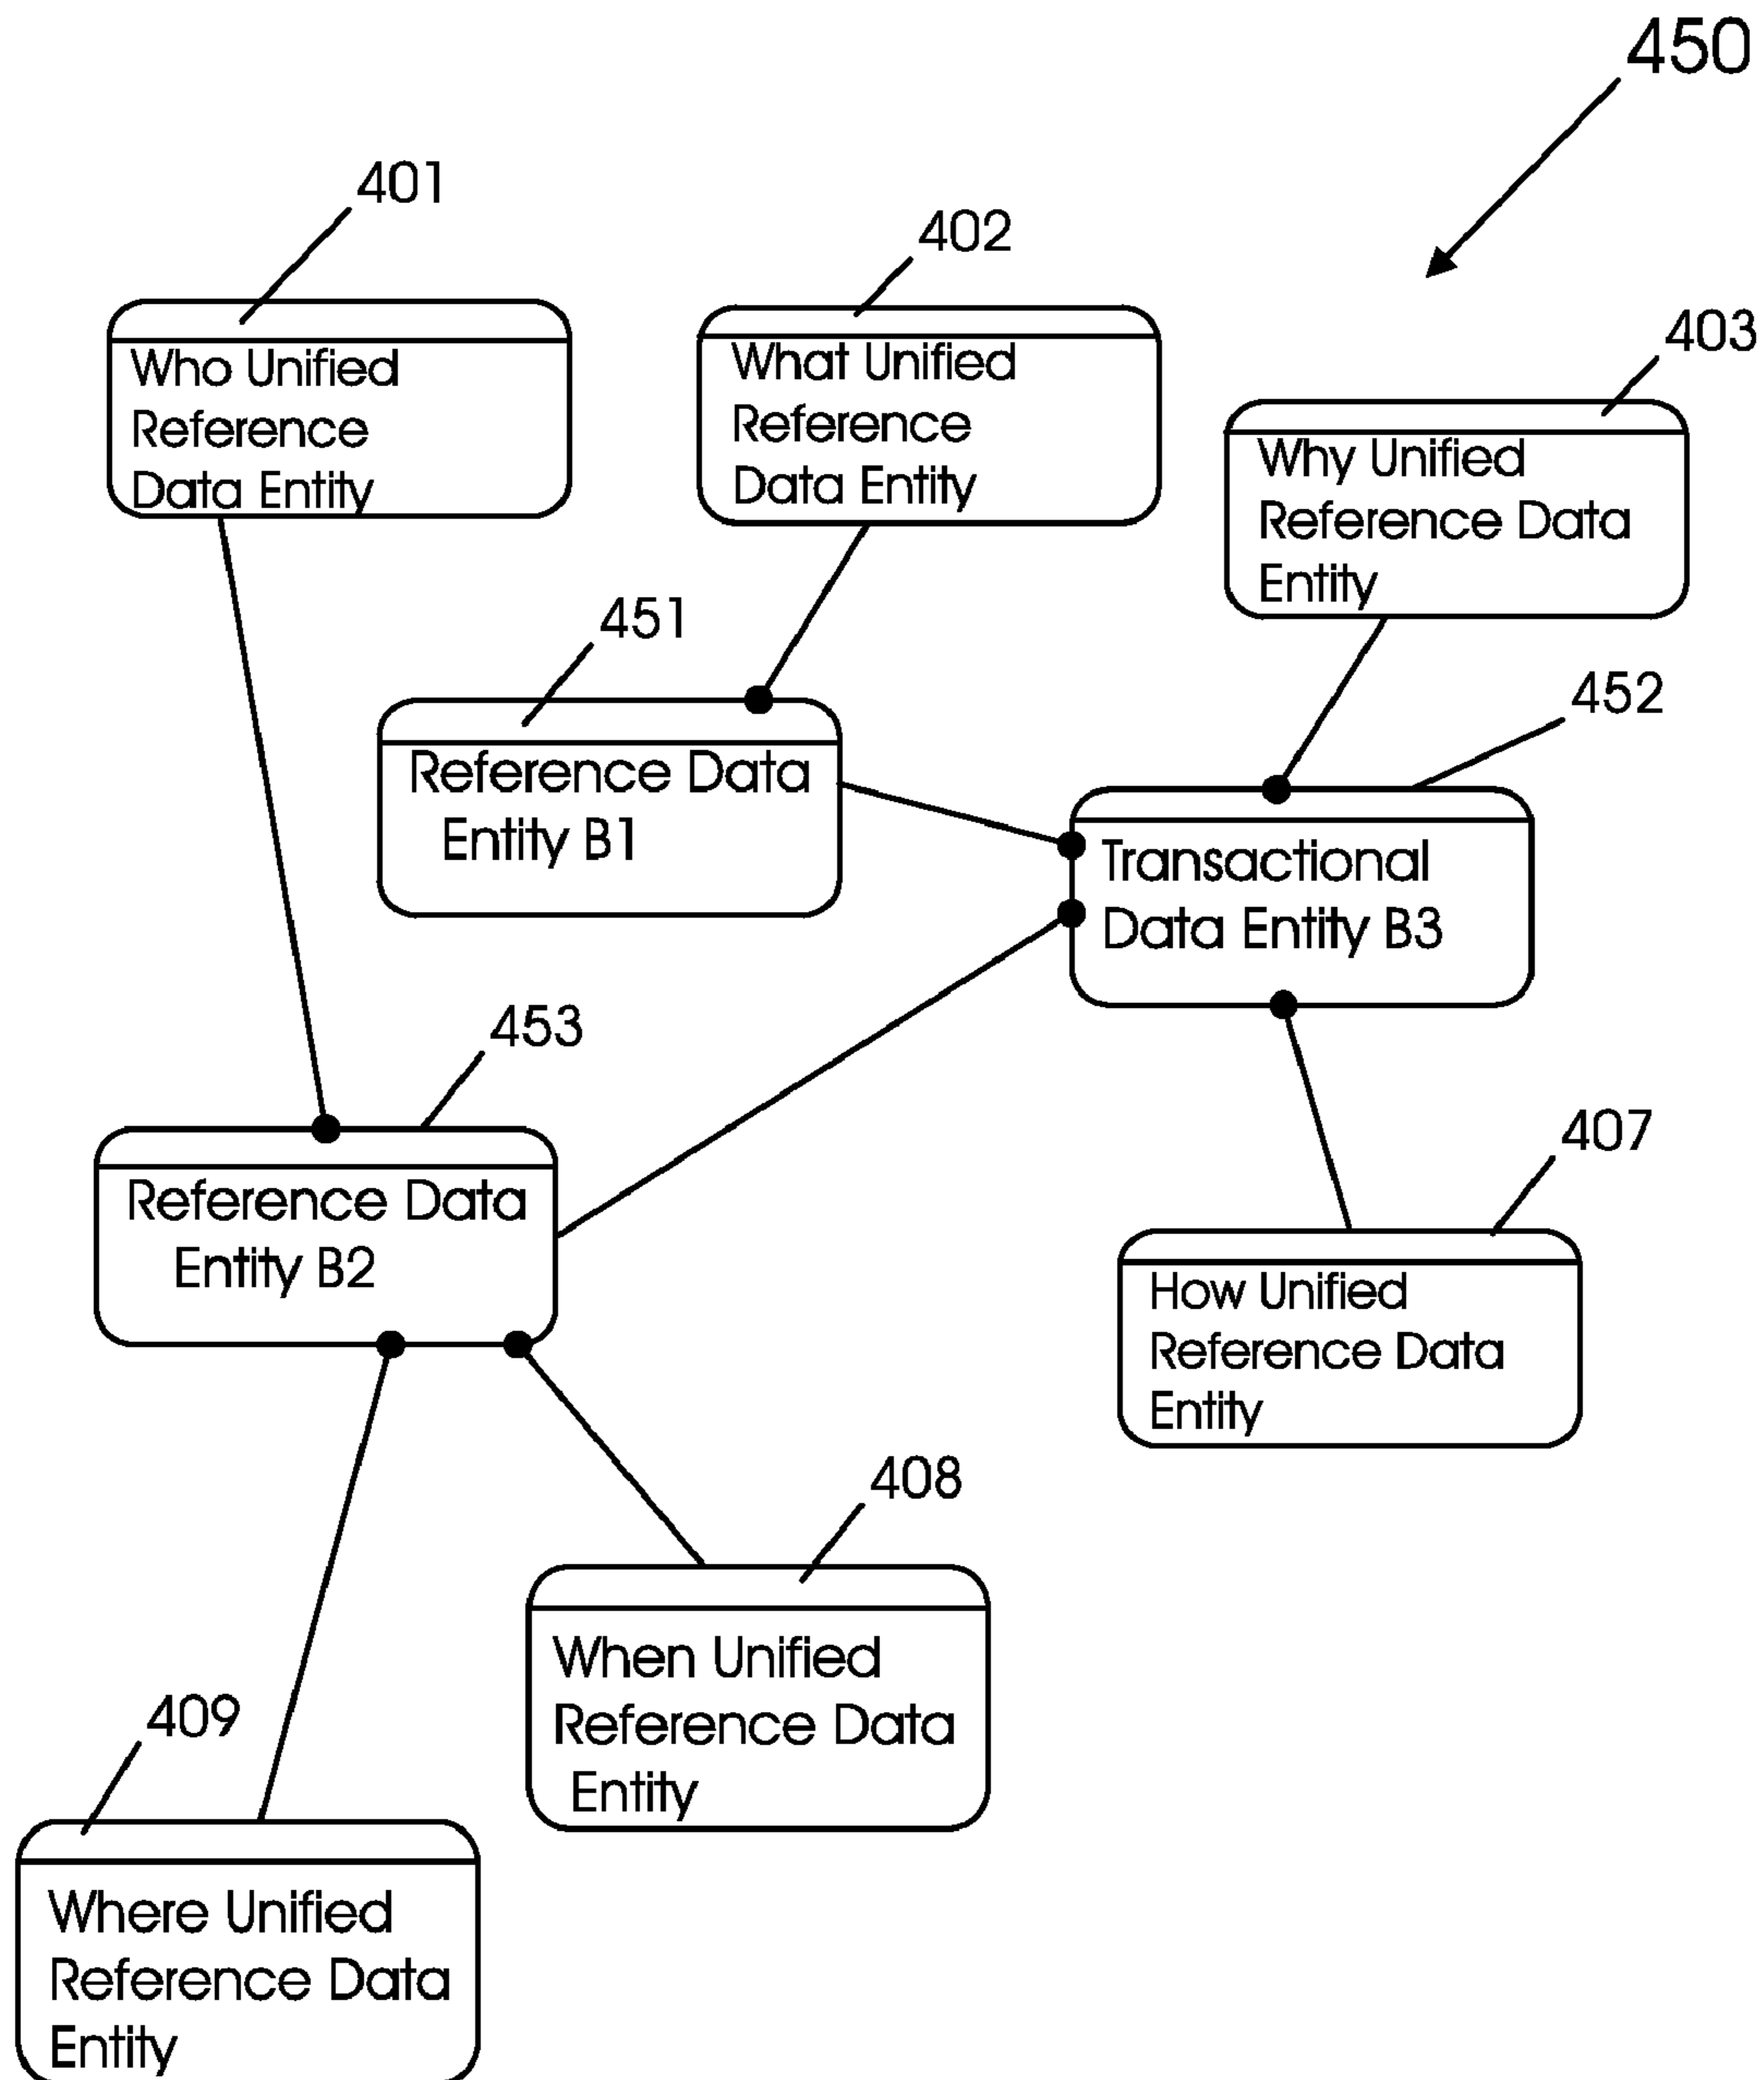 450
401
402
403
Who Unified
Reference
Data Entity
What Unified
Reference
Data Entity
Why Unified
Reference Data
Entity
451
452
Reference Data
Entity B1
Transactional
Data Entity B3
453
407
Reference Data
Entity B2
How Unified
Reference Data
Entity
408
When Unified
Reference Data
Entity
409
Where Unified
Reference Data
Entity